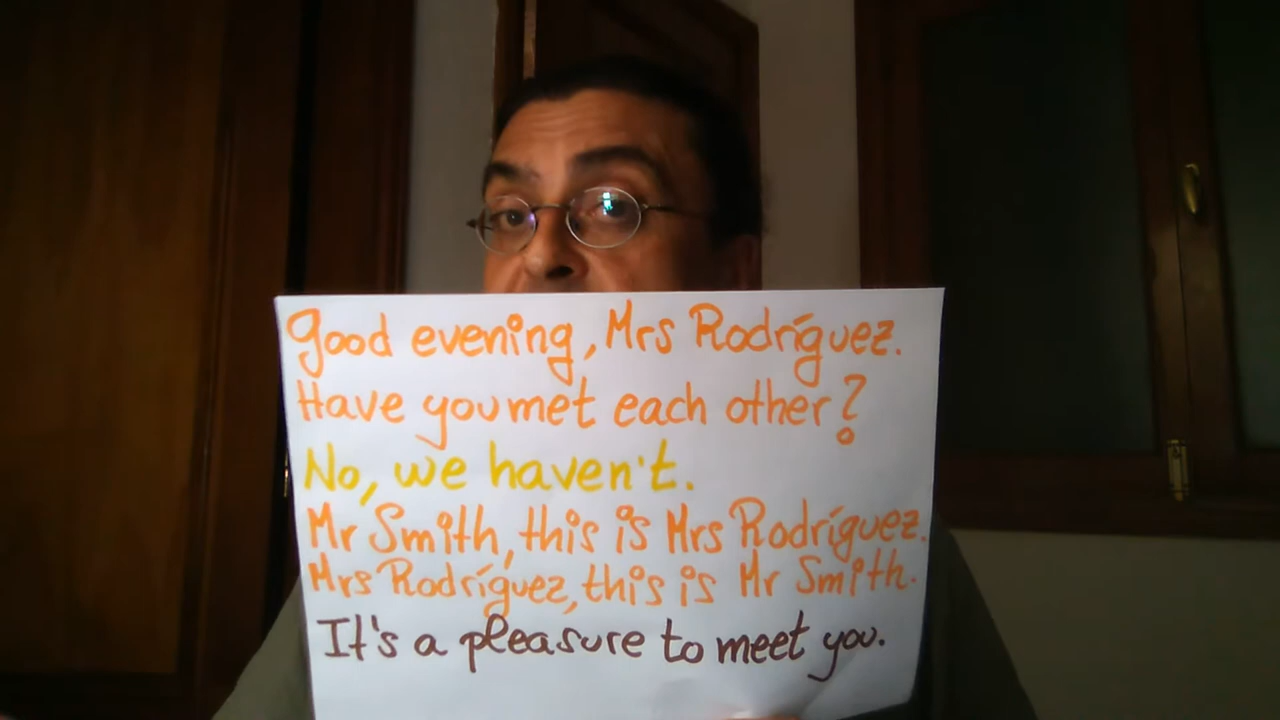 Good evening, Mrs Rodríguez.
Have you met each other?
No, we haven't.
Mr Smith, this is Mrs Rodríguez.
Mrs Rodríguez, this is Mr Smith.
It's a pleasure to meet you.